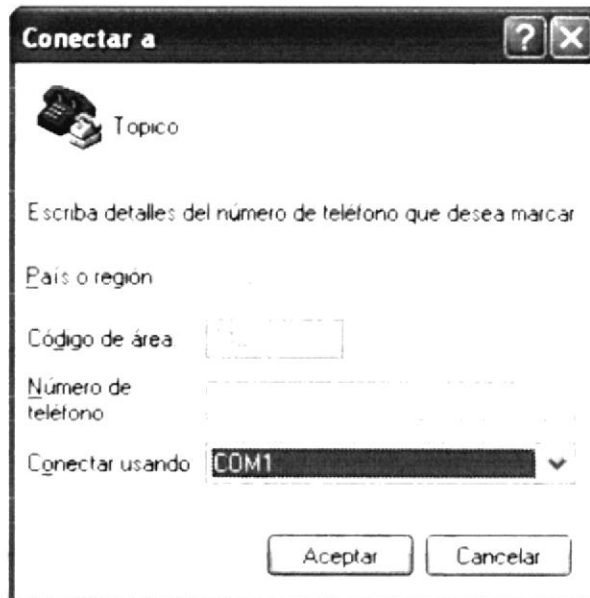 Conectar a
Topico
Escriba detalles del número de teléfono que desea marcar
País o región
Código de área
Número de
teléfono
Conectar usando COM1
Aceptar Cancelar